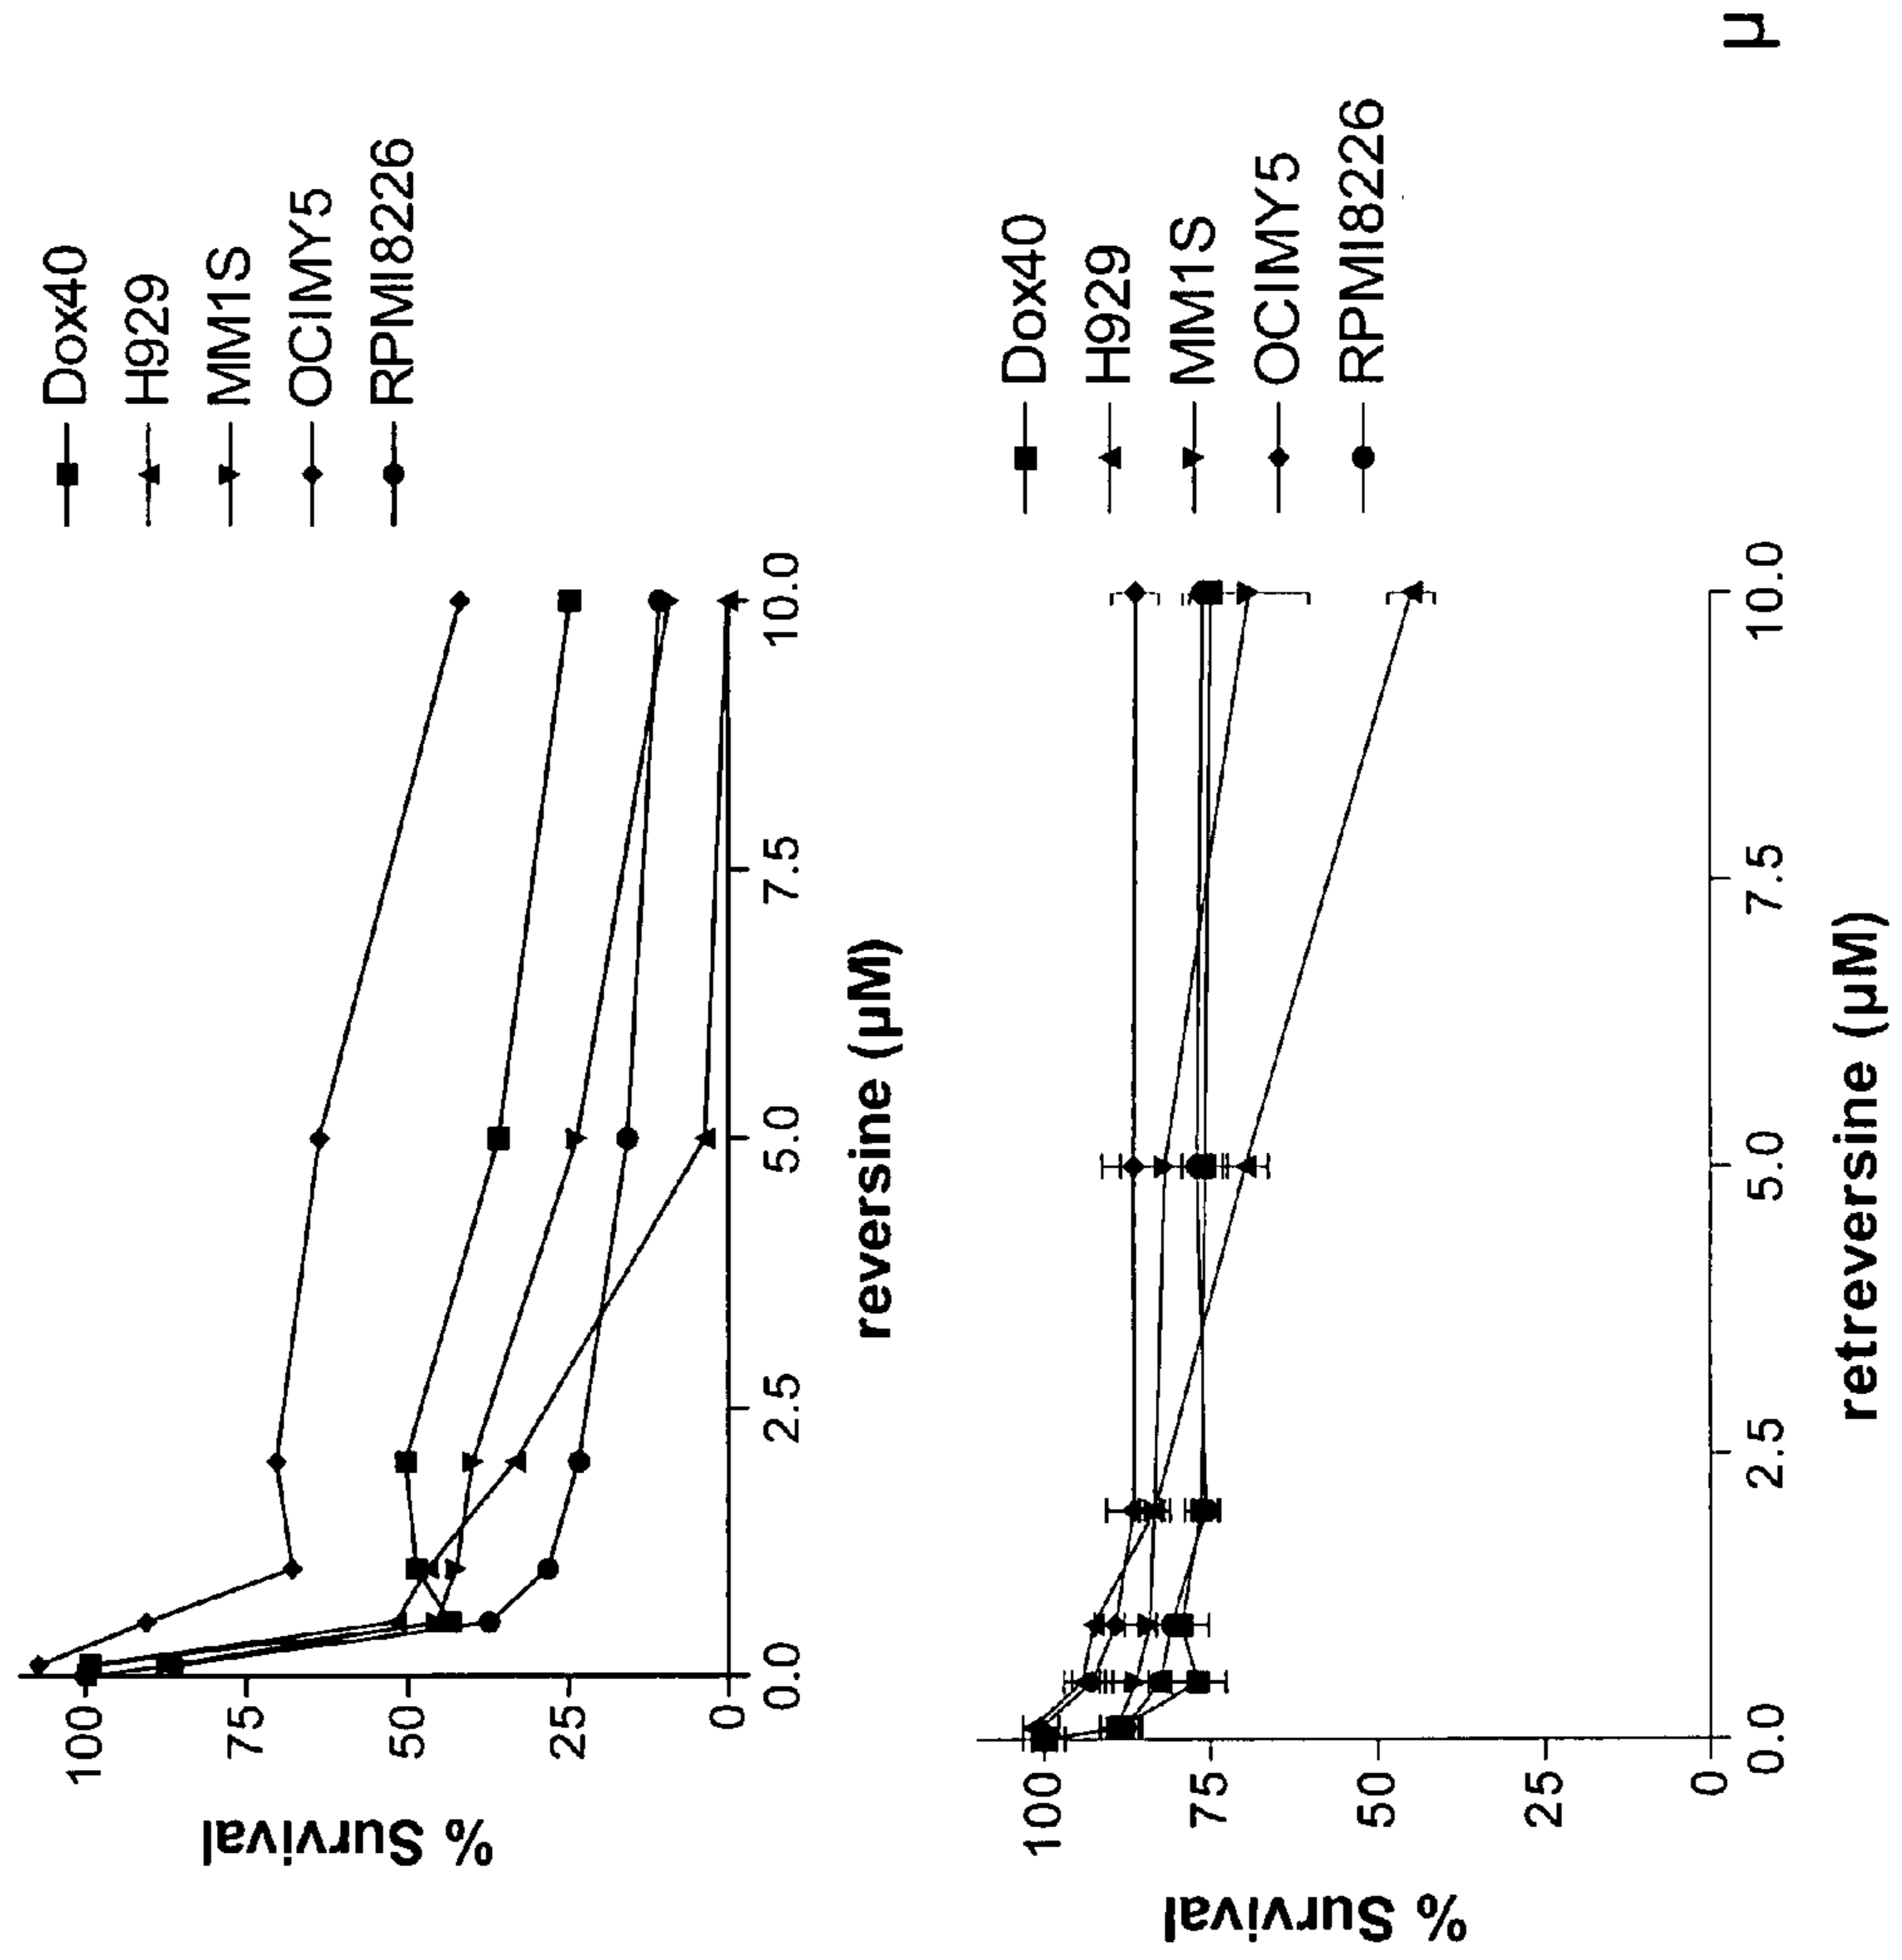 Dox40
H929
MM1S
OCIMY5
RPMI8226
% Survival
100
75
50
25
0
0.0
2.5
5.0
7.5
10.0
reversine (µM)
Dox40
H929
MM1S
OCIMY5
RPMI8226
% Survival
100
75
50
25
0
0.0
2.5
5.0
7.5
10.0
retreversine (µM)
µ